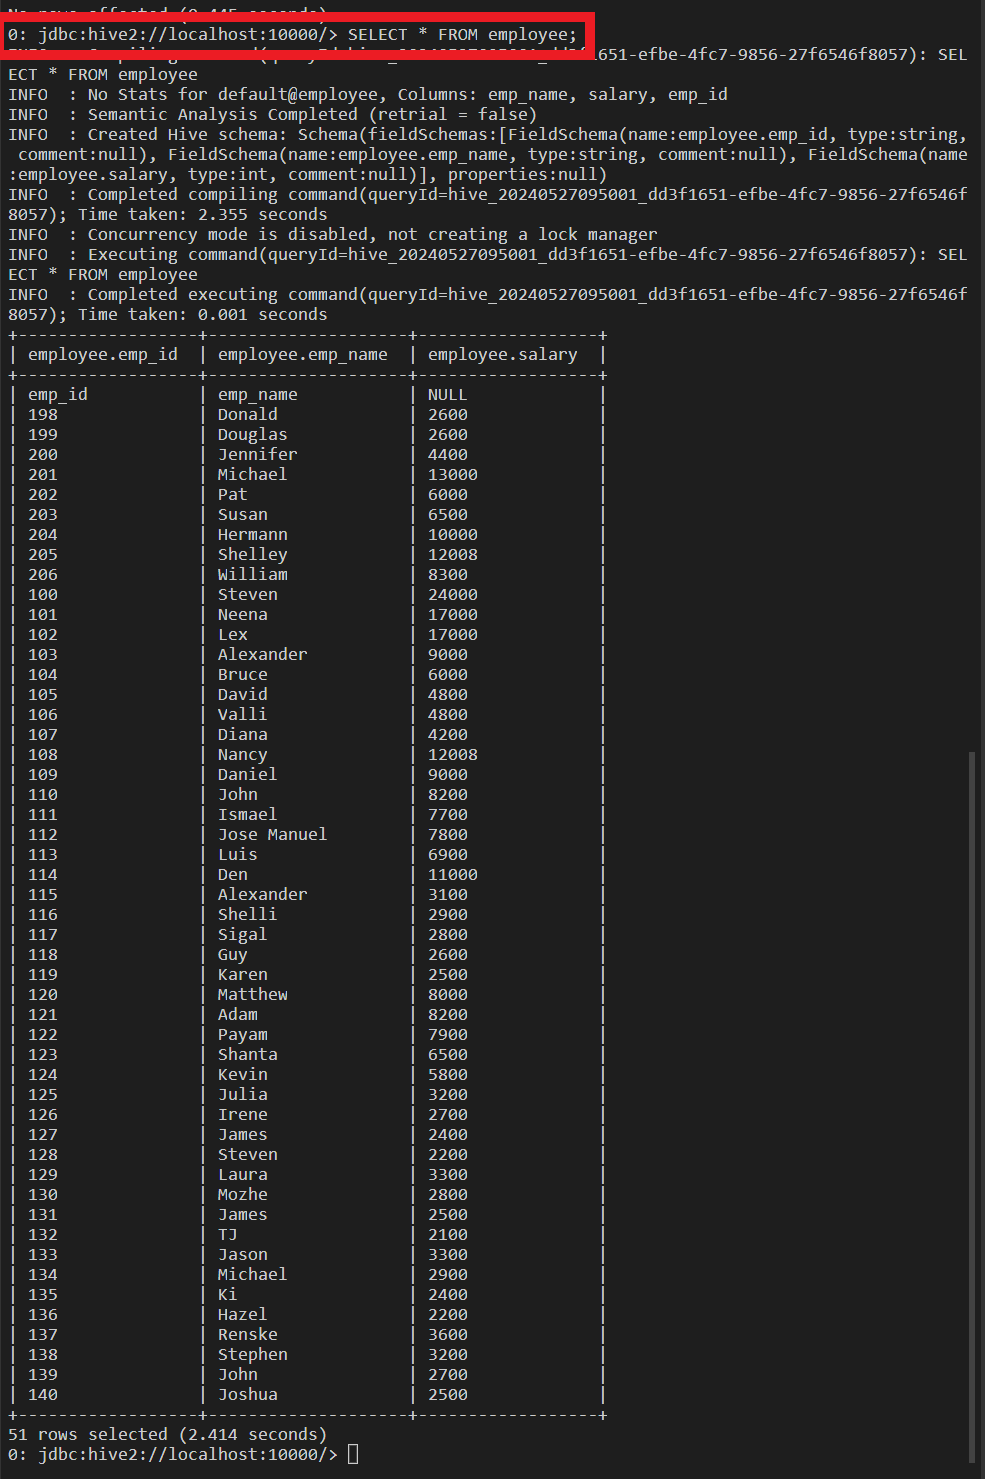 0: jdbc:hive2://localhost:10000/> SELECT * FROM employee;
dd3f1651-efbe-4fc7-9856-27f6546f8057): SEL
ECT * FROM employee
INFO  : No Stats for default@employee, Columns: emp_name, salary, emp_id
INFO  : Semantic Analysis Completed (retrial = false)
INFO  : Created Hive schema: Schema(fieldSchemas:[FieldSchema(name:employee.emp_id, type:string,
 comment:null), FieldSchema(name:employee.emp_name, type:string, comment:null), FieldSchema(name
:employee.salary, type:int, comment:null)], properties:null)
INFO  : Completed compiling command(queryId=hive_20240527095001_dd3f1651-efbe-4fc7-9856-27f6546f
8057); Time taken: 2.355 seconds
INFO  : Concurrency mode is disabled, not creating a lock manager
INFO  : Executing command(queryId=hive_20240527095001_dd3f1651-efbe-4fc7-9856-27f6546f8057): SEL
ECT * FROM employee
INFO  : Completed executing command(queryId=hive_20240527095001_dd3f1651-efbe-4fc7-9856-27f6546f
8057); Time taken: 0.001 seconds
+------------------+--------------------+------------------+
| employee.emp_id  | employee.emp_name  | employee.salary  |
+------------------+--------------------+------------------+
| emp_id           | emp_name           | NULL             |
| 198              | Donald             | 2600             |
| 199              | Douglas            | 2600             |
| 200              | Jennifer           | 4400             |
| 201              | Michael            | 13000            |
| 202              | Pat                | 6000             |
| 203              | Susan              | 6500             |
| 204              | Hermann            | 10000            |
| 205              | Shelley            | 12008            |
| 206              | William            | 8300             |
| 100              | Steven             | 24000            |
| 101              | Neena              | 17000            |
| 102              | Lex                | 17000            |
| 103              | Alexander          | 9000             |
| 104              | Bruce              | 6000             |
| 105              | David              | 4800             |
| 106              | Valli              | 4800             |
| 107              | Diana              | 4200             |
| 108              | Nancy              | 12008            |
| 109              | Daniel             | 9000             |
| 110              | John               | 8200             |
| 111              | Ismael             | 7700             |
| 112              | Jose Manuel        | 7800             |
| 113              | Luis               | 6900             |
| 114              | Den                | 11000            |
| 115              | Alexander          | 3100             |
| 116              | Shelli             | 2900             |
| 117              | Sigal              | 2800             |
| 118              | Guy                | 2600             |
| 119              | Karen              | 2500             |
| 120              | Matthew            | 8000             |
| 121              | Adam               | 8200             |
| 122              | Payam              | 7900             |
| 123              | Shanta             | 6500             |
| 124              | Kevin              | 5800             |
| 125              | Julia              | 3200             |
| 126              | Irene              | 2700             |
| 127              | James              | 2400             |
| 128              | Steven             | 2200             |
| 129              | Laura              | 3300             |
| 130              | Mozhe              | 2800             |
| 131              | James              | 2500             |
| 132              | TJ                 | 2100             |
| 133              | Jason              | 3300             |
| 134              | Michael            | 2900             |
| 135              | Ki                 | 2400             |
| 136              | Hazel              | 2200             |
| 137              | Renske             | 3600             |
| 138              | Stephen            | 3200             |
| 139              | John               | 2700             |
| 140              | Joshua             | 2500             |
+------------------+--------------------+------------------+
51 rows selected (2.414 seconds)
0: jdbc:hive2://localhost:10000/>